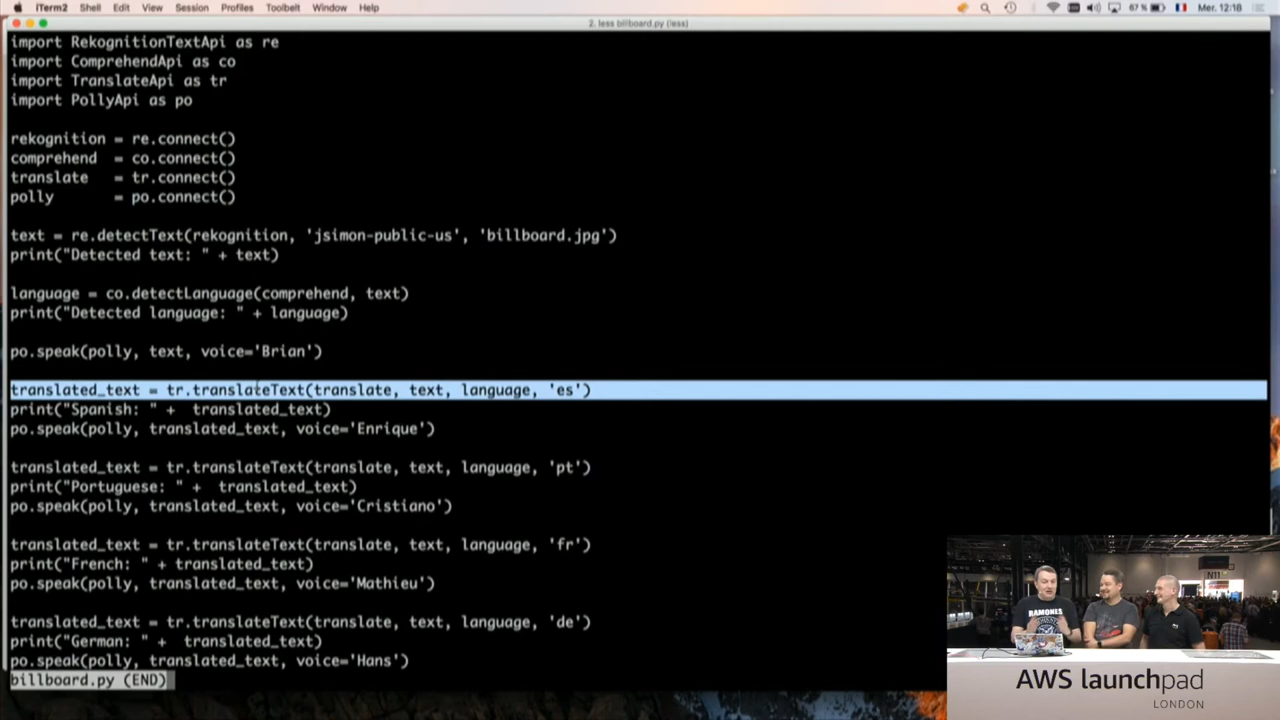 iTerm2 Shell Edit View Session Profiles Toolbelt Window Help
67 % Mer. 12:18
2. less billboard.py (less)
import RekognitionTextApi as re
import ComprehendApi as co
import TranslateApi as tr
import PollyApi as po
rekognition = re.connect()
comprehend = co.connect()
translate = tr.connect()
polly = po.connect()
text = re.detectText(rekognition, 'jsimon-public-us', 'billboard.jpg')
print("Detected text: " + text)
language = co.detectLanguage(comprehend, text)
print("Detected language: " + language)
po.speak(polly, text, voice='Brian')
translated_text = tr.translateText(translate, text, language, 'es')
print("Spanish: " + translated_text)
po.speak(polly, translated_text, voice='Enrique')
translated_text = tr.translateText(translate, text, language, 'pt')
print("Portuguese: " + translated_text)
po.speak(polly, translated_text, voice='Cristiano')
translated_text = tr.translateText(translate, text, language, 'fr')
print("French: " + translated_text)
po.speak(polly, translated_text, voice='Mathieu')
translated_text = tr.translateText(translate, text, language, 'de')
print("German: " + translated_text)
po.speak(polly, translated_text, voice='Hans')
billboard.py (END)
N11
RAMONES
AWS launchpad
LONDON